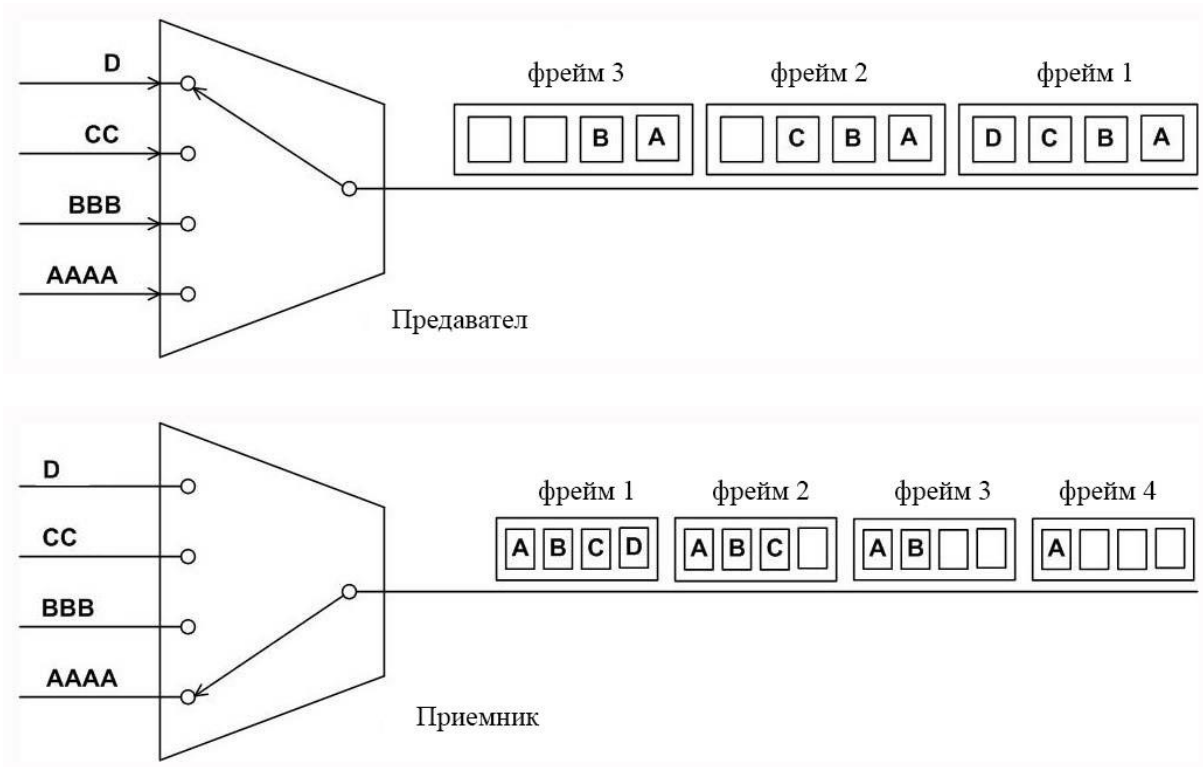 фрейм 3 фрейм 2 фрейм 1
D
CC
BBB
AAAA
B A C B A D C B A
Предавател
фрейм 1 фрейм 2 фрейм 3 фрейм 4
D
CC
BBB
AAAA
A B C D A B C A B A
Приемник